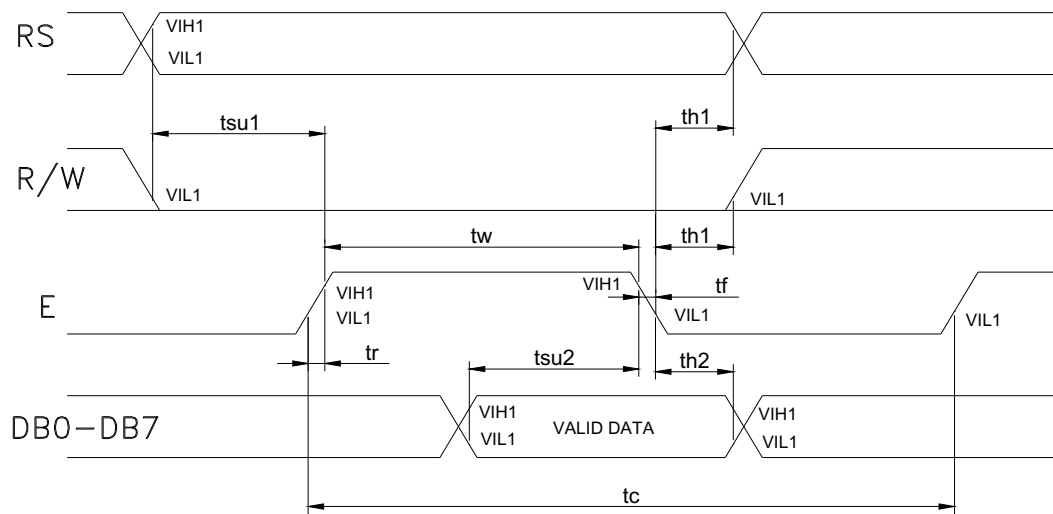 RS
VIH1
VIL1
tsu1
th1
R/W
VIL1
VIL1
tw
th1
E
VIH1
VIL1
VIH1
tf
VIL1
VIL1
tr
tsu2
th2
DB0-DB7
VIH1
VIL1
VALID DATA
VIH1
VIL1
tc